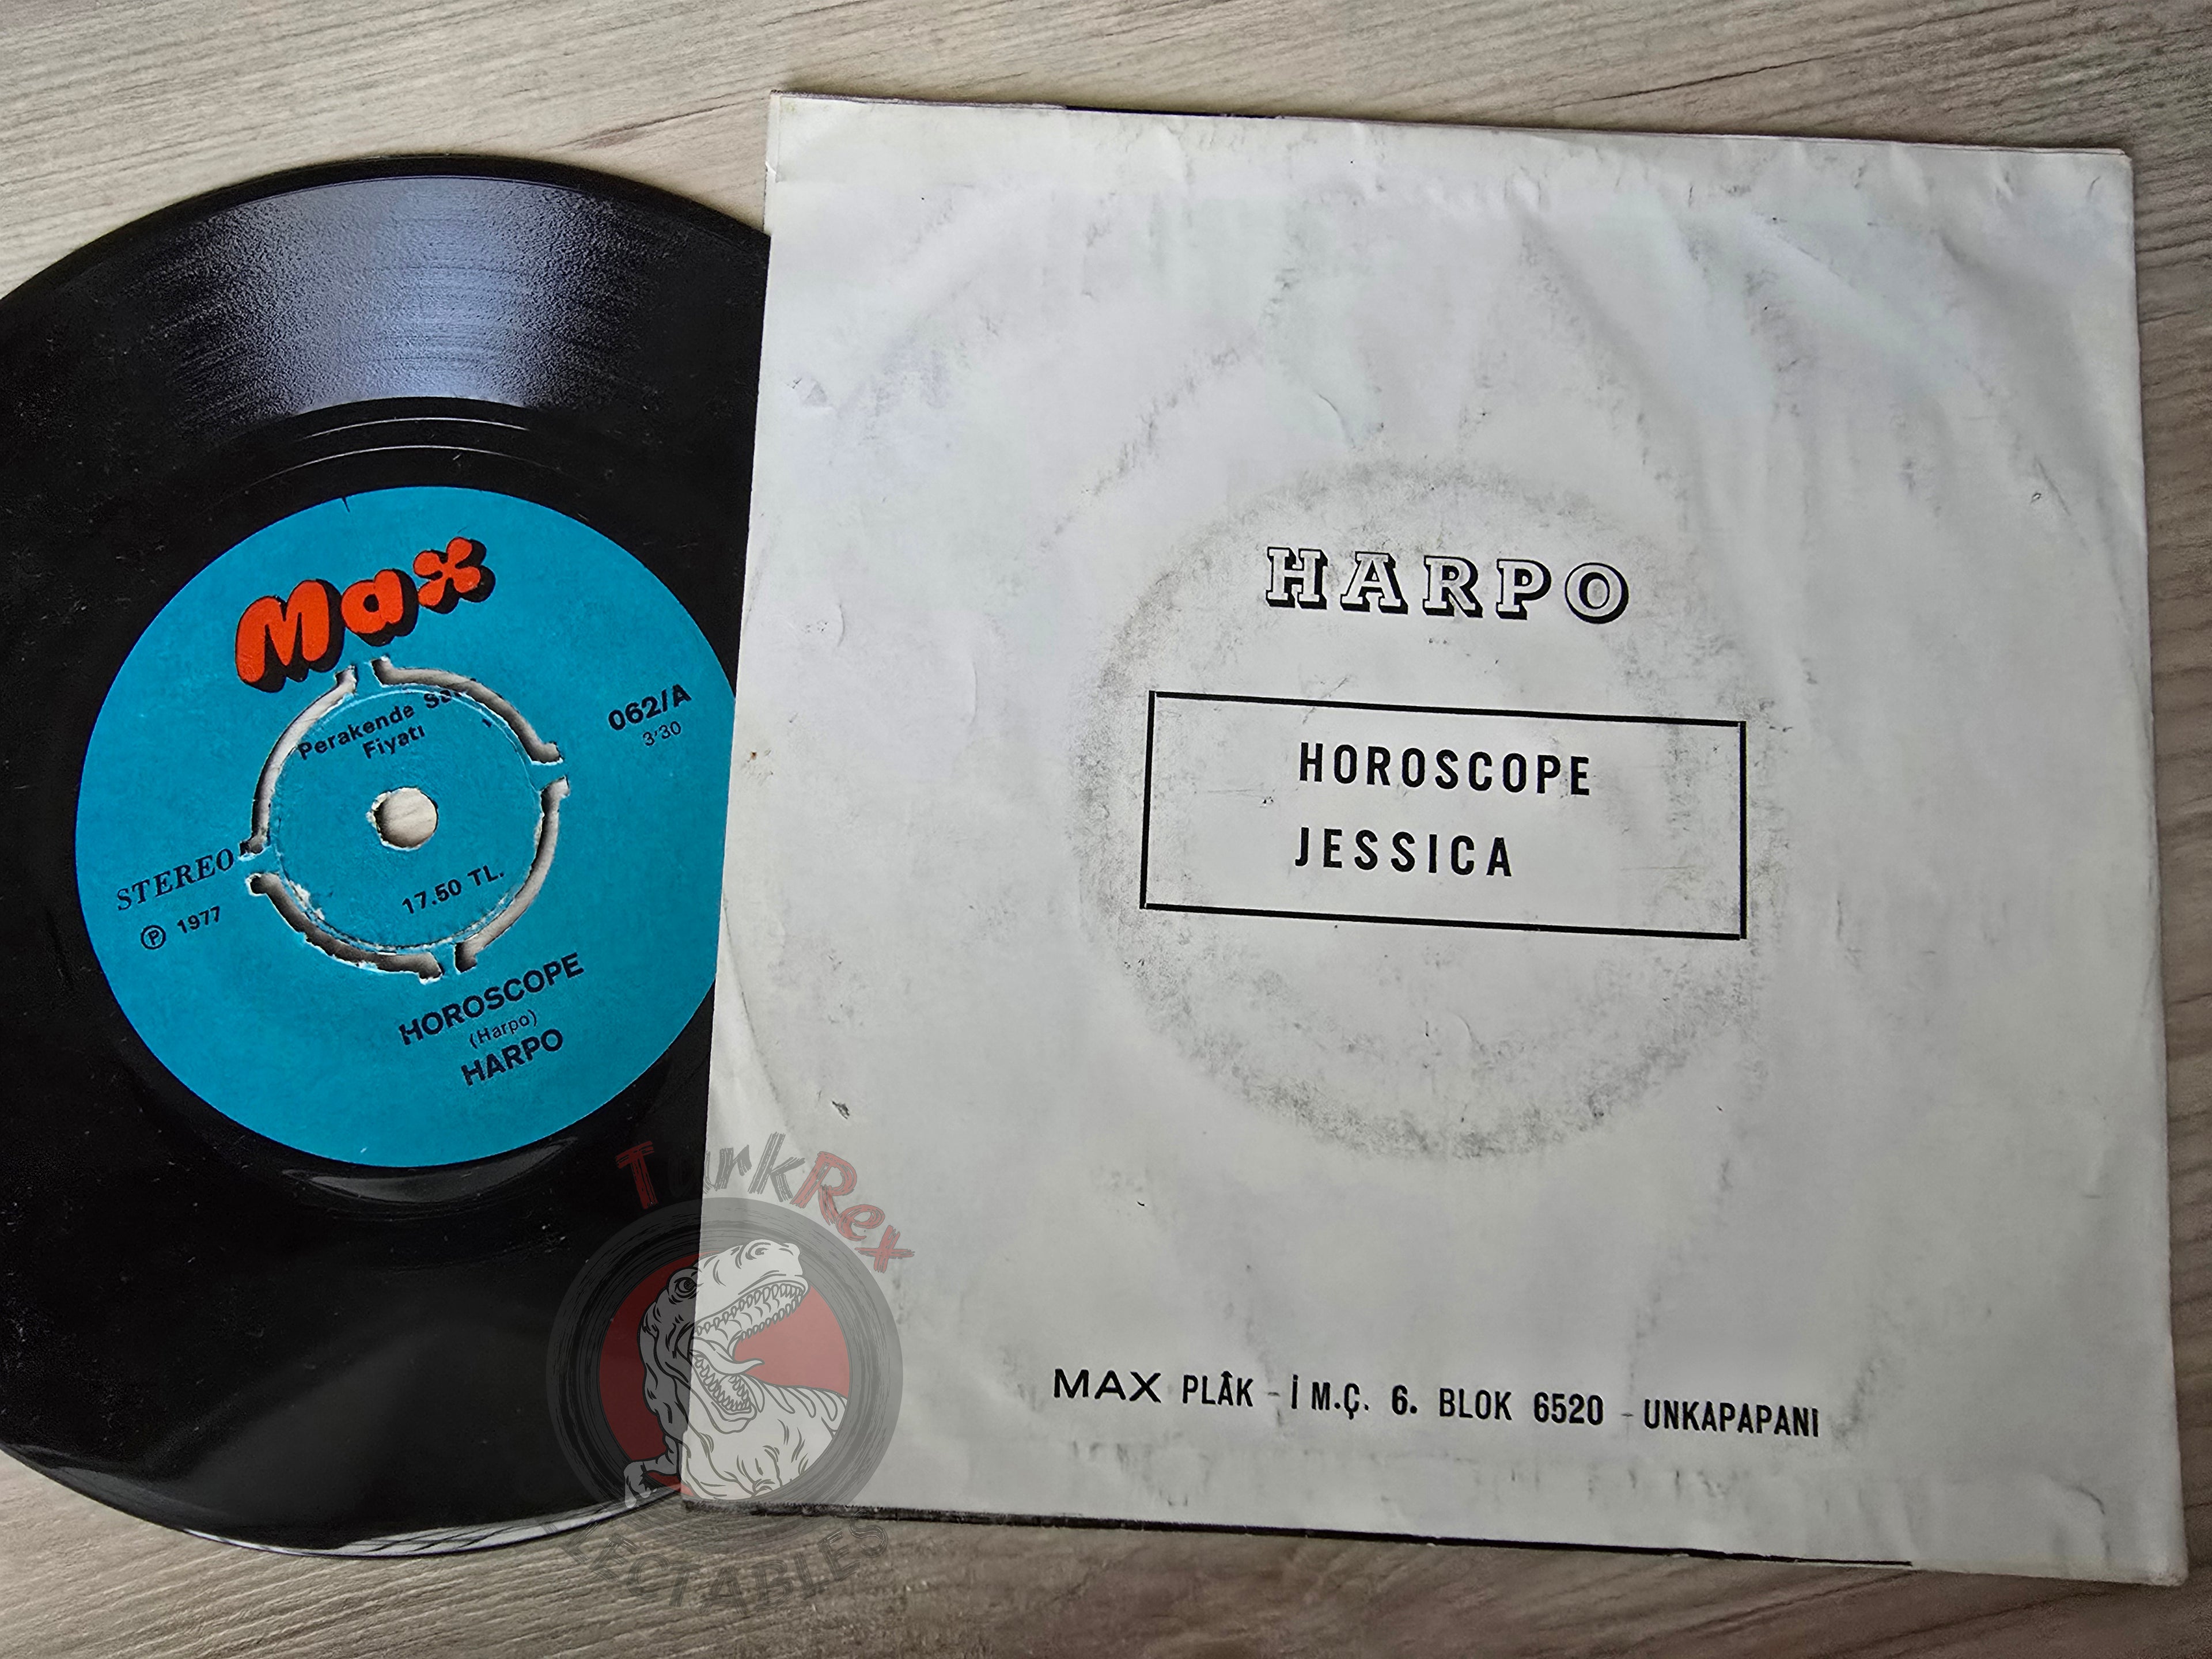 Max
Perakende
Fiyatı
062/A
3'30
STEREO
℗ 1977
17.50 TL.
HOROSCOPE
(Harpo)
HARPO
HARPO
HOROSCOPE
JESSICA
MAX PLÂK - İ M.Ç. 6. BLOK 6520 - UNKAPAPANI
TurkRex